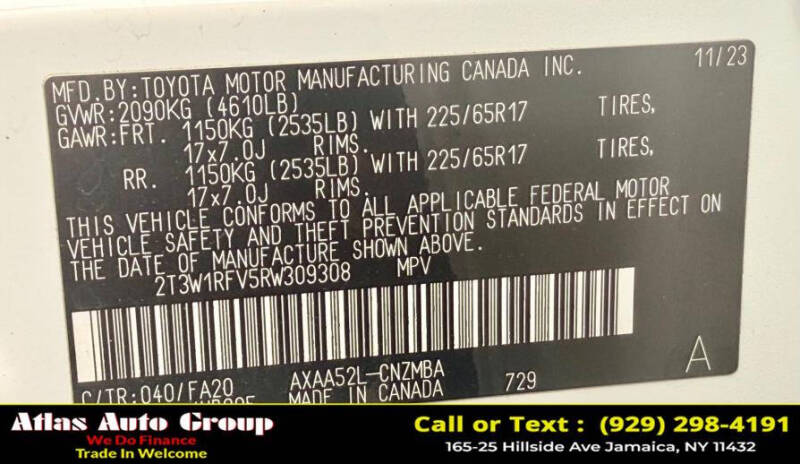 MFD.BY:TOYOTA MOTOR MANUFACTURING CANADA INC. 11/23
GVWR:2090KG (4610LB)
GAWR:FRT. 1150KG (2535LB) WITH 225/65R17 TIRES,
17x7.0J RIMS.
RR. 1150KG (2535LB) WITH 225/65R17 TIRES,
17x7.0J RIMS.
THIS VEHICLE CONFORMS TO ALL APPLICABLE FEDERAL MOTOR
VEHICLE SAFETY AND THEFT PREVENTION STANDARDS IN EFFECT ON
THE DATE OF MANUFACTURE SHOWN ABOVE.
2T3W1RFV5RW309308 MPV
A
C/TR:040/FA20 AXAA52L-CNZMBA 729
MADE IN CANADA
Atlas Auto Group
We Do Finance
Trade In Welcome
Call or Text : (929) 298-4191
165-25 Hillside Ave Jamaica, NY 11432